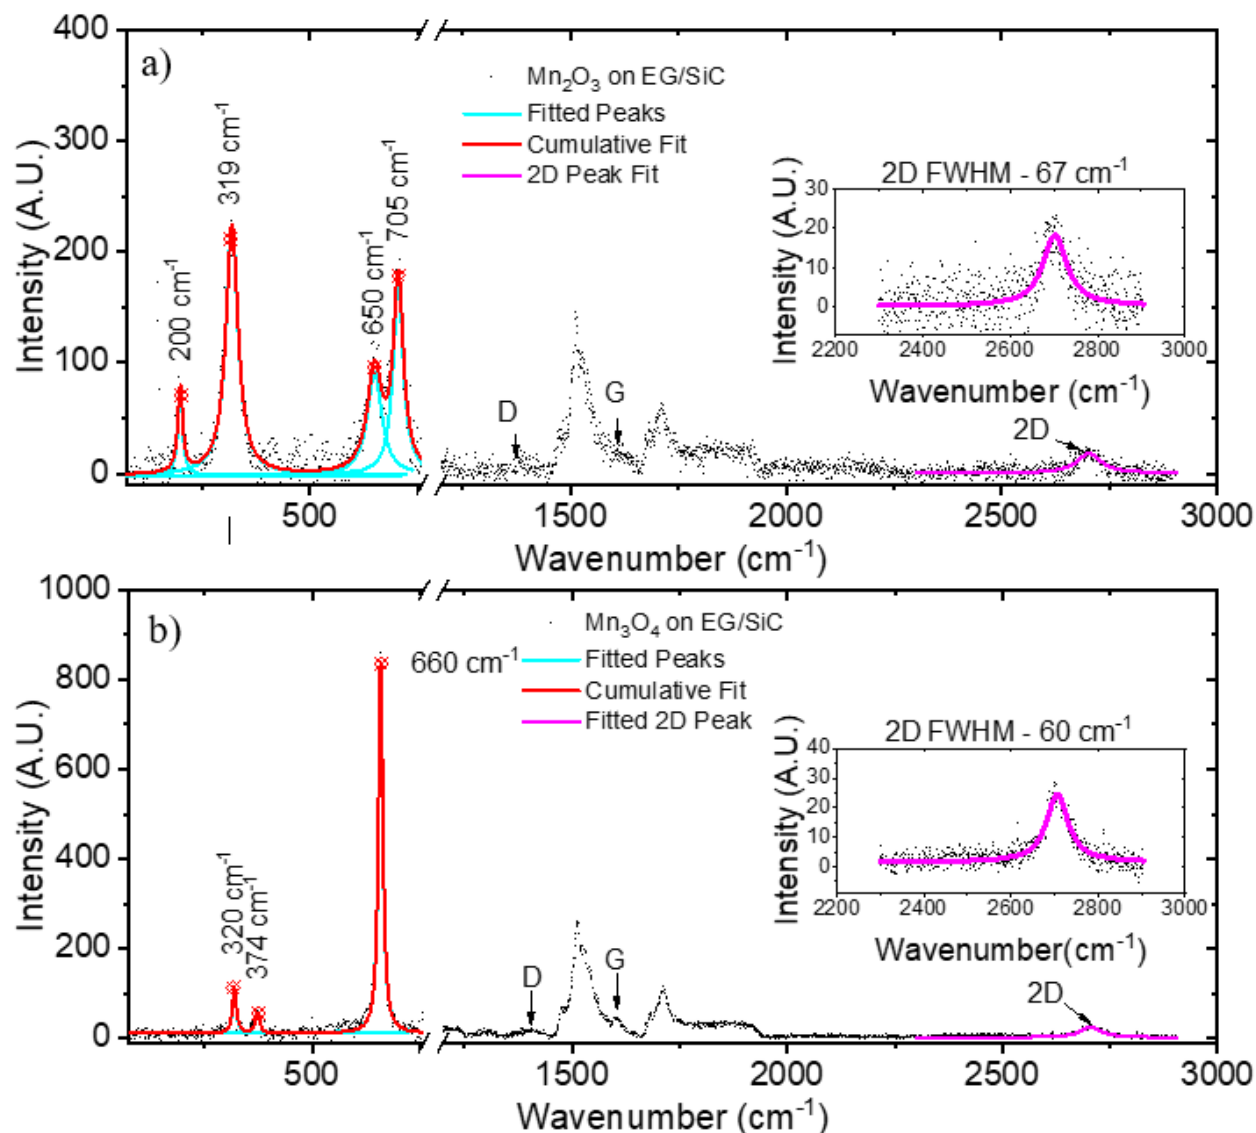 a)
Mn₂O₃ on EG/SiC
Fitted Peaks
Cumulative Fit
2D Peak Fit
200 cm⁻¹
319 cm⁻¹
650 cm⁻¹
705 cm⁻¹
D
G
2D
400
300
200
100
0
Intensity (A.U.)
500
1500
2000
2500
3000
Wavenumber (cm⁻¹)
2D FWHM - 67 cm⁻¹
30
20
10
0
Intensity (A.U.)
2200
2400
2600
2800
3000
Wavenumber (cm⁻¹)
b)
Mn₃O₄ on EG/SiC
Fitted Peaks
Cumulative Fit
Fitted 2D Peak
320 cm⁻¹
374 cm⁻¹
660 cm⁻¹
D
G
2D
1000
800
600
400
200
0
Intensity (A.U.)
500
1500
2000
2500
3000
Wavenumber (cm⁻¹)
2D FWHM - 60 cm⁻¹
40
30
20
10
0
Intensity (A.U.)
2200
2400
2600
2800
3000
Wavenumber(cm⁻¹)